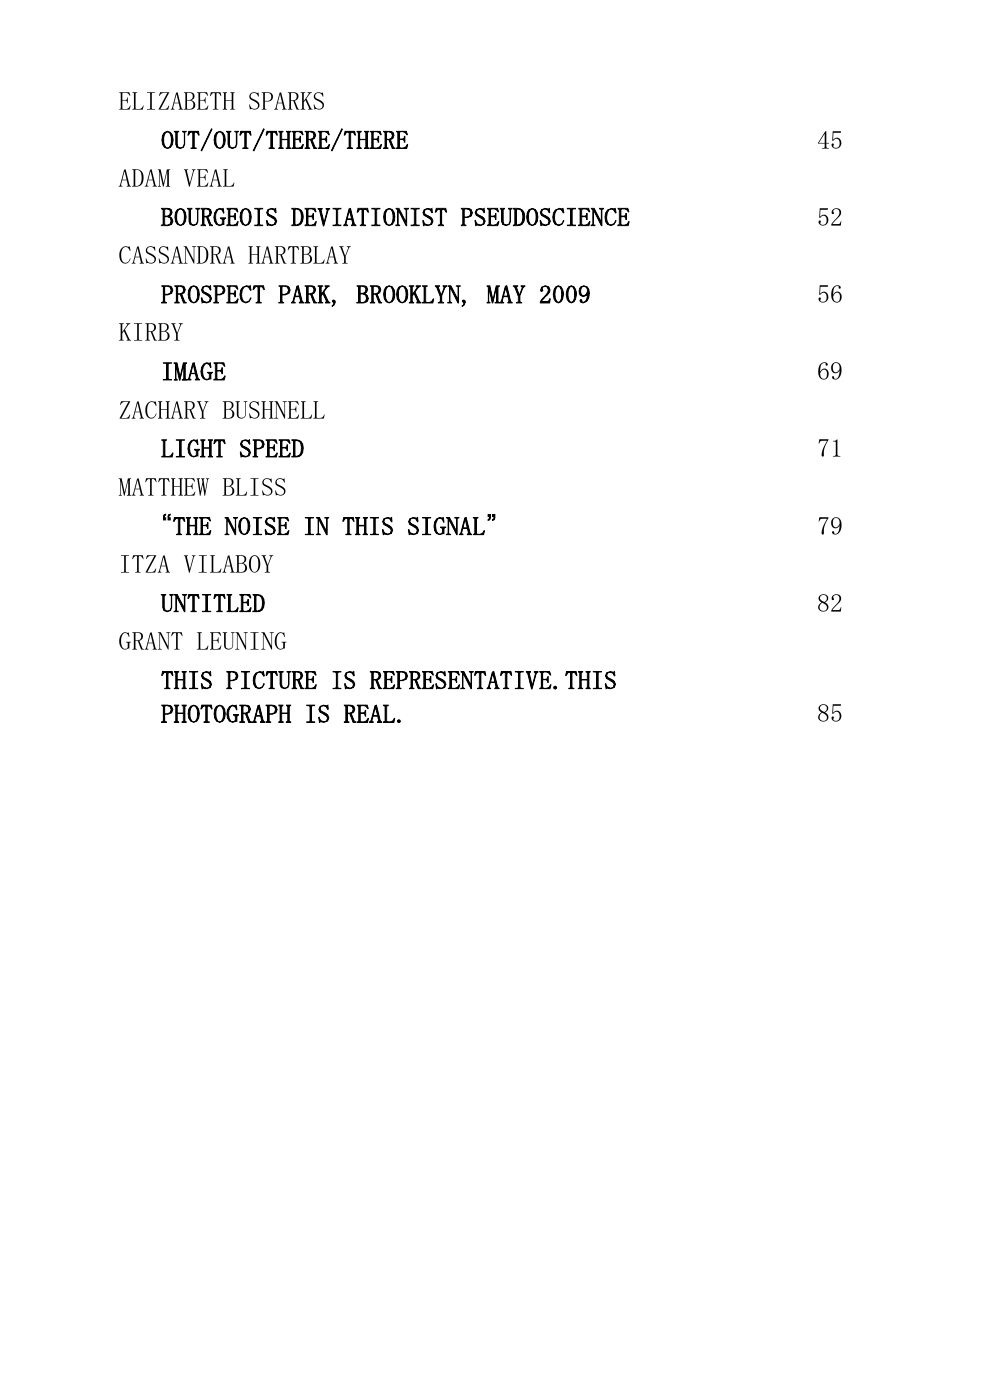 ELIZABETH SPARKS
OUT/OUT/THERE/THERE 45
ADAM VEAL
BOURGEOIS DEVIATIONIST PSEUDOSCIENCE 52
CASSANDRA HARTBLAY
PROSPECT PARK, BROOKLYN, MAY 2009 56
KIRBY
IMAGE 69
ZACHARY BUSHNELL
LIGHT SPEED 71
MATTHEW BLISS
“THE NOISE IN THIS SIGNAL” 79
ITZA VILABOY
UNTITLED 82
GRANT LEUNING
THIS PICTURE IS REPRESENTATIVE. THIS
PHOTOGRAPH IS REAL. 85